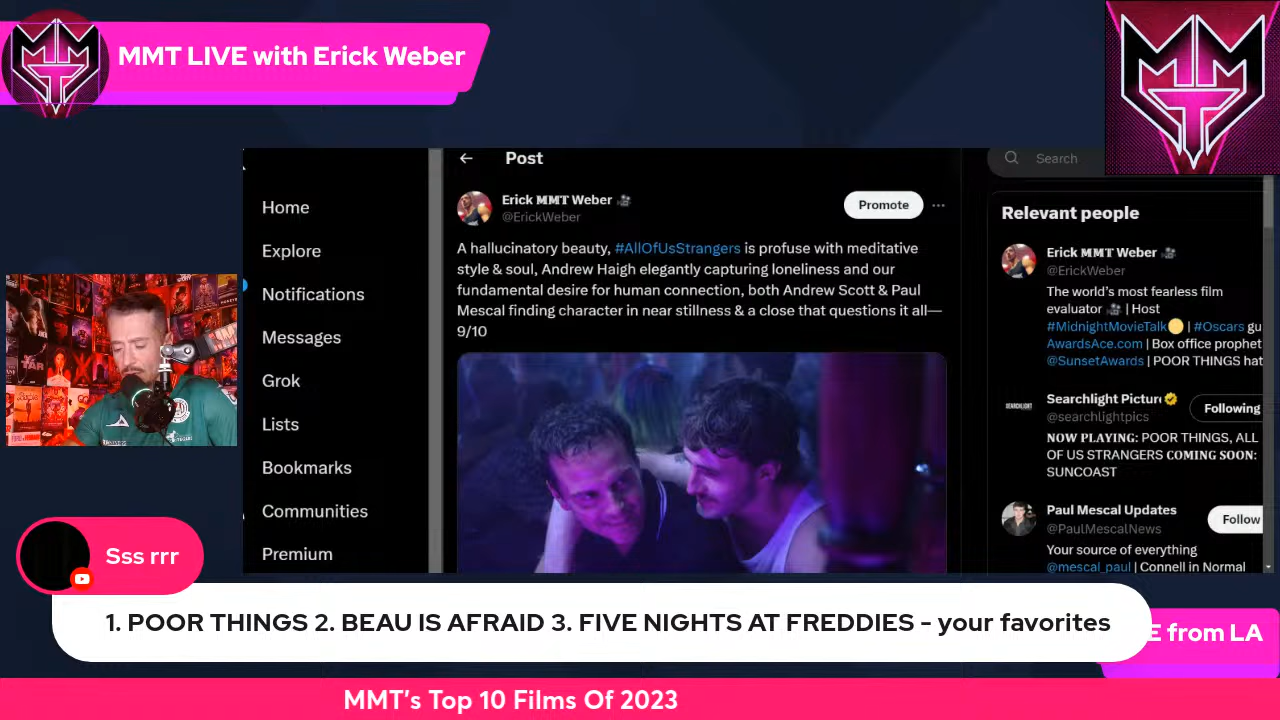 MMT LIVE with Erick Weber
Home
Explore
Notifications
Messages
Grok
Lists
Bookmarks
Communities
Premium
Post
Erick MMT Weber
@ErickWeber
Promote
A hallucinatory beauty, #AllOfUsStrangers is profuse with meditative
style & soul, Andrew Haigh elegantly capturing loneliness and our
fundamental desire for human connection, both Andrew Scott & Paul
Mescal finding character in near stillness & a close that questions it all—
9/10
Search
Relevant people
Erick MMT Weber
@ErickWeber
The world's most fearless film
evaluator | Host
#MidnightMovieTalk | #Oscars gu
AwardsAce.com | Box office prophet
@SunsetAwards | POOR THINGS hat
Searchlight Pictur
@searchlightpics
Following
NOW PLAYING: POOR THINGS, ALL
OF US STRANGERS COMING SOON:
SUNCOAST
Paul Mescal Updates
@PaulMescalNews
Follow
Your source of everything
@mescal_paul | Connell in Normal
TÁR
Sss rrr
1. POOR THINGS 2. BEAU IS AFRAID 3. FIVE NIGHTS AT FREDDIES - your favorites
E from LA
MMT's Top 10 Films Of 2023